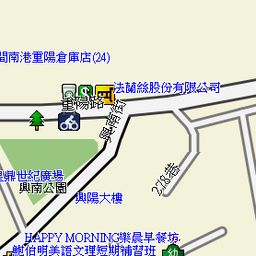 間南港重陽倉庫店(24)
法蘭絲股份有限公司
重陽路
興南街
278巷
鼎世紀廣場
興南公園
興陽大樓
HAPPY MORNING樂晨早餐坊
鮑伯明美語文理短期補習班
幼